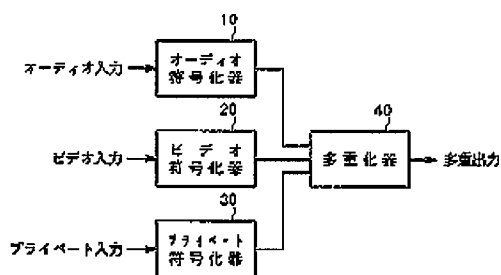 10
オーディオ入力
オーディオ
符号化器
20
40
ビデオ入力
ビデオ
符号化器
多重化器
多重出力
30
プライベート入力
プライベート
符号化器